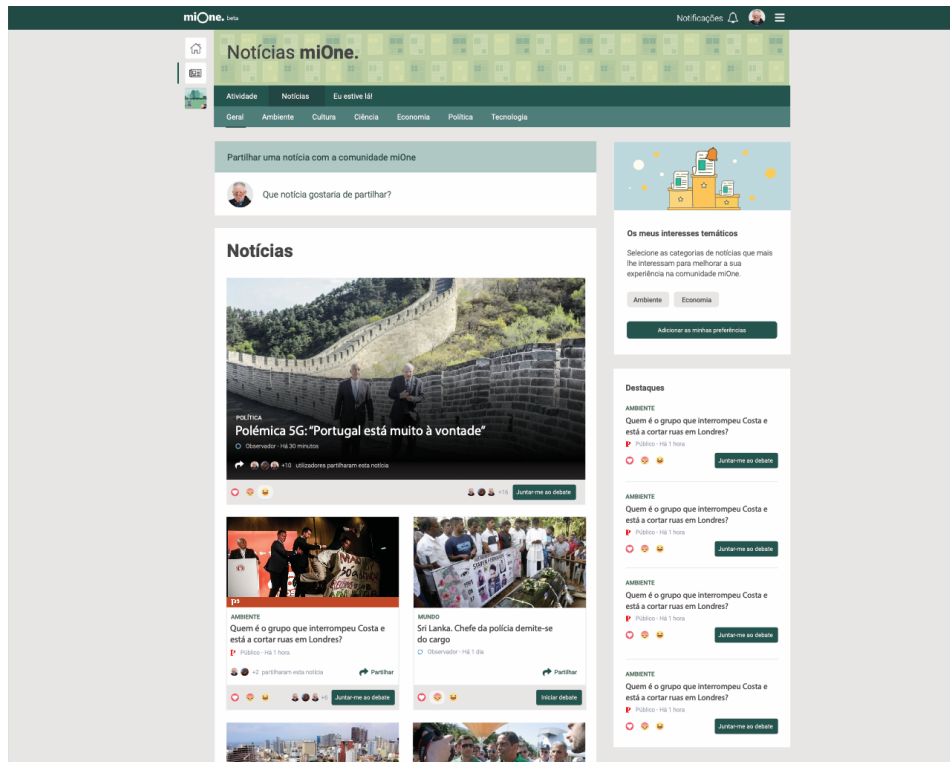 miOne. beta
Notificações
Notícias miOne.
Atividade Notícias Eu estive lá!
Geral Ambiente Cultura Ciência Economia Política Tecnologia
Partilhar uma notícia com a comunidade miOne
Que notícia gostaria de partilhar?
Notícias
POLÍTICA
Polémica 5G: “Portugal está muito à vontade”
Observador - Há 30 minutos
+10 utilizadores partilharam esta notícia
+16 Juntar-me ao debate
ps
AMBIENTE
Quem é o grupo que interrompeu Costa e
está a cortar ruas em Londres?
P Público - Há 1 hora
+2 partilharam esta notícia Partilhar
+6 Juntar-me ao debate
MUNDO
Sri Lanka. Chefe da polícia demite-se
do cargo
Observador - Há 1 dia
Partilhar
Iniciar debate
Os meus interesses temáticos
Selecione as categorias de notícias que mais
lhe interessam para melhorar a sua
experiência na comunidade miOne.
Ambiente Economia
Adicionar as minhas preferências
Destaques
AMBIENTE
Quem é o grupo que interrompeu Costa e
está a cortar ruas em Londres?
P Público - Há 1 hora
Juntar-me ao debate
AMBIENTE
Quem é o grupo que interrompeu Costa e
está a cortar ruas em Londres?
P Público - Há 1 hora
Juntar-me ao debate
AMBIENTE
Quem é o grupo que interrompeu Costa e
está a cortar ruas em Londres?
P Público - Há 1 hora
Juntar-me ao debate
AMBIENTE
Quem é o grupo que interrompeu Costa e
está a cortar ruas em Londres?
P Público - Há 1 hora
Juntar-me ao debate